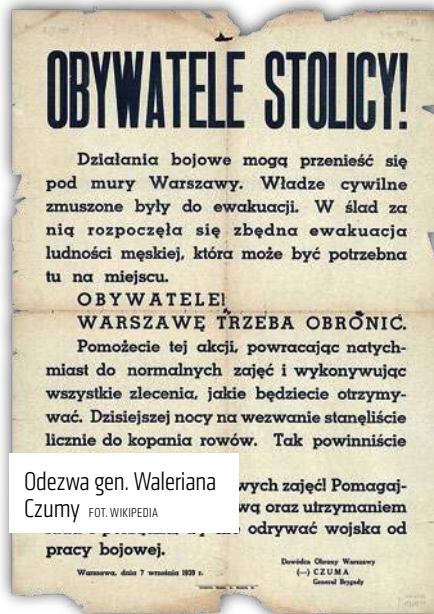 OBYWATELE STOLICY!
Działania bojowe mogą przenieść się
pod mury Warszawy. Władze cywilne
zmuszone były do ewakuacji. W ślad za
nią rozpoczęła się zbędna ewakuacja
ludności męskiej, która może być potrzebna
tu na miejscu.
OBYWATELE!
WARSZAWĘ TRZEBA OBRONIĆ.
Pomożecie tej akcji, powracając natych-
miast do normalnych zajęć i wykonywując
wszystkie zlecenia, jakie będziecie otrzymy-
wać. Dzisiejszej nocy na wezwanie stanęliście
licznie do kopania rowów. Tak powinniście
wych zajęć! Pomagaj-
wą oraz utrzymaniem
odrywać wojska od
pracy bojowej.
Warszawa, dnia 7 września 1939 r.
Dowódca Obrony Warszawy
(—) CZUMA
Generał Brygady
Odezwa gen. Waleriana
Czumy FOT. WIKIPEDIA